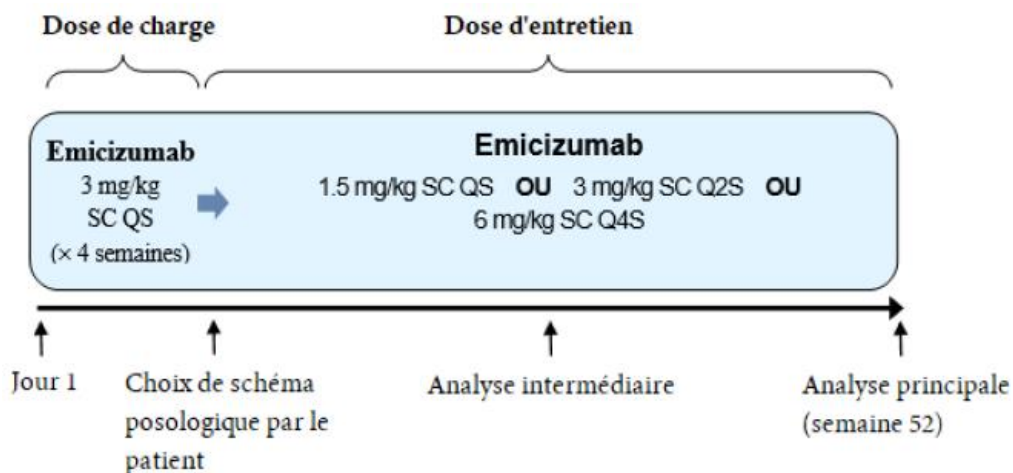 Dose de charge
Dose d'entretien
Emicizumab
3 mg/kg
SC QS
(× 4 semaines)
Emicizumab
1.5 mg/kg SC QS OU 3 mg/kg SC Q2S OU
6 mg/kg SC Q4S
Jour 1
Choix de schéma
posologique par le
patient
Analyse intermédiaire
Analyse principale
(semaine 52)